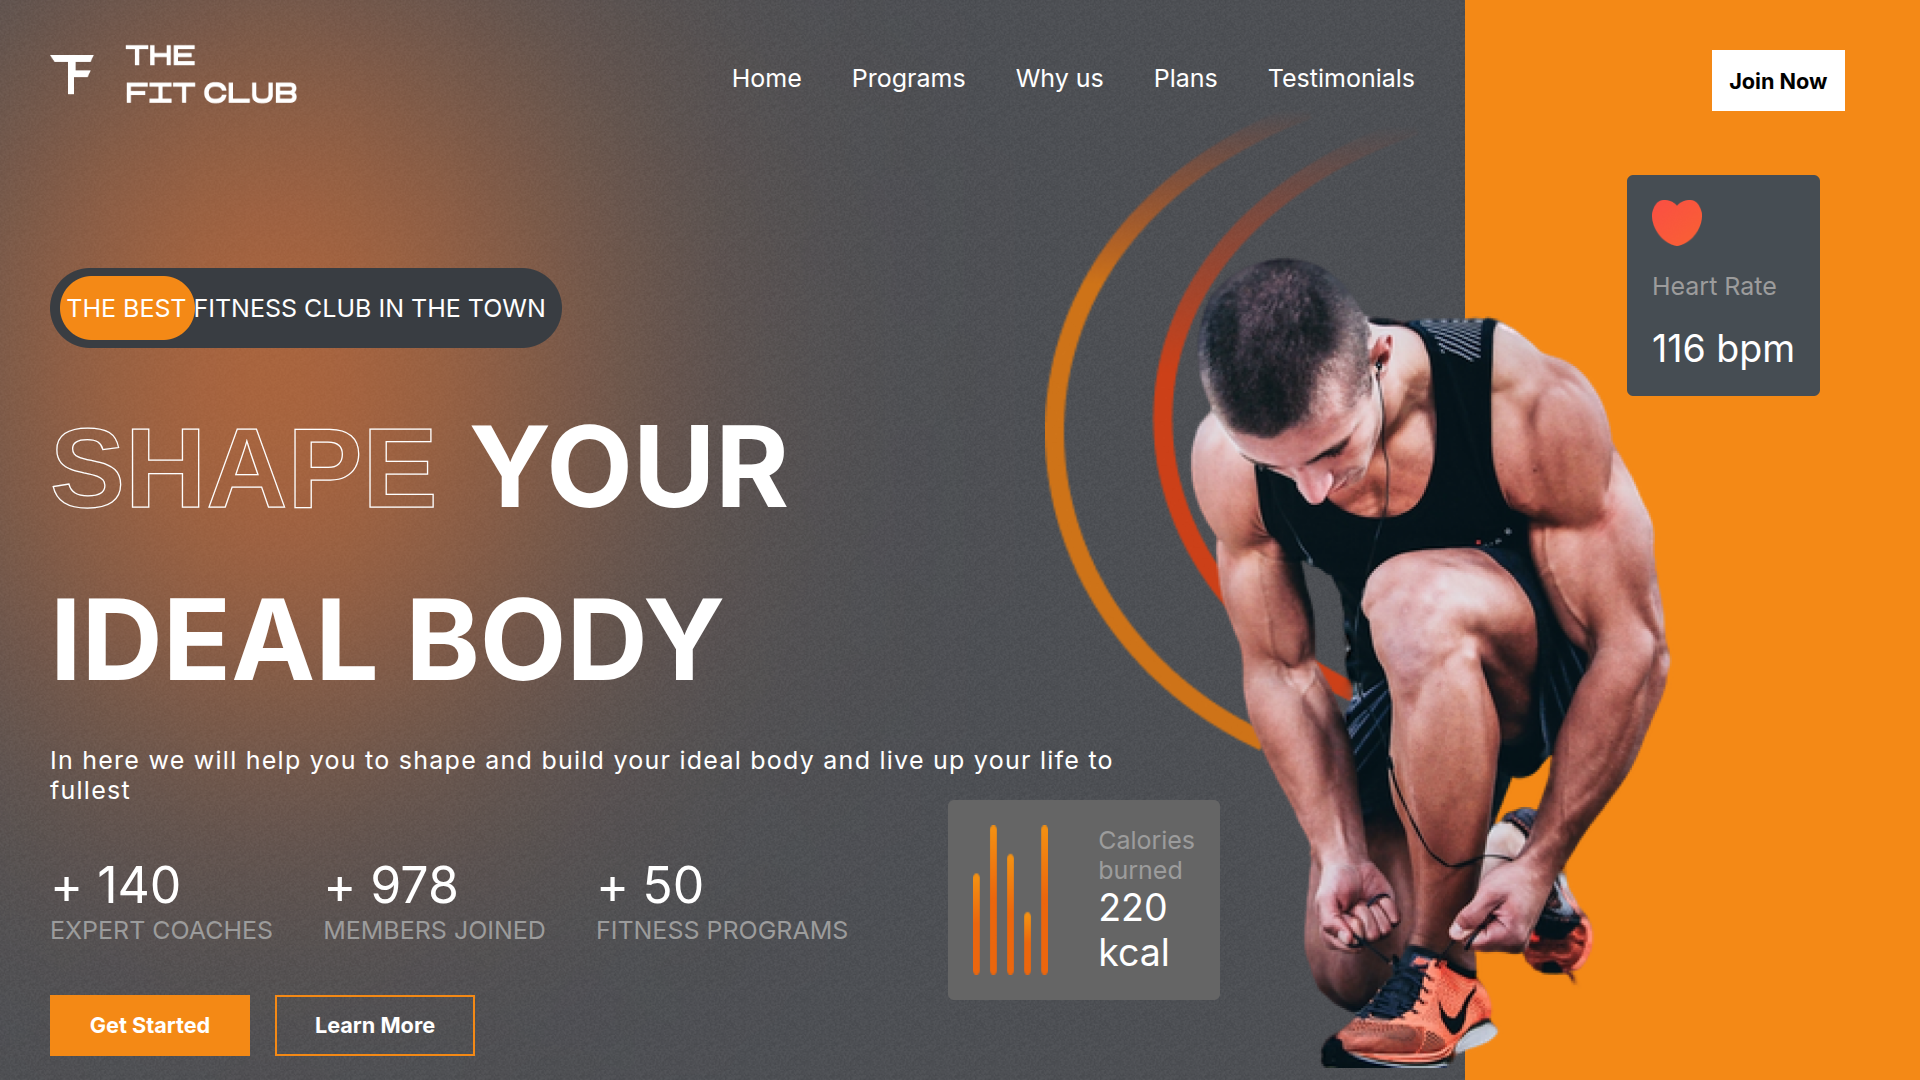 THE
FIT CLUB
Home Programs Why us Plans Testimonials
Join Now
Heart Rate
116 bpm
THE BEST FITNESS CLUB IN THE TOWN
SHAPE YOUR
IDEAL BODY
In here we will help you to shape and build your ideal body and live up your life to
fullest
+ 140
EXPERT COACHES
+ 978
MEMBERS JOINED
+ 50
FITNESS PROGRAMS
Calories
burned
220
kcal
Get Started
Learn More